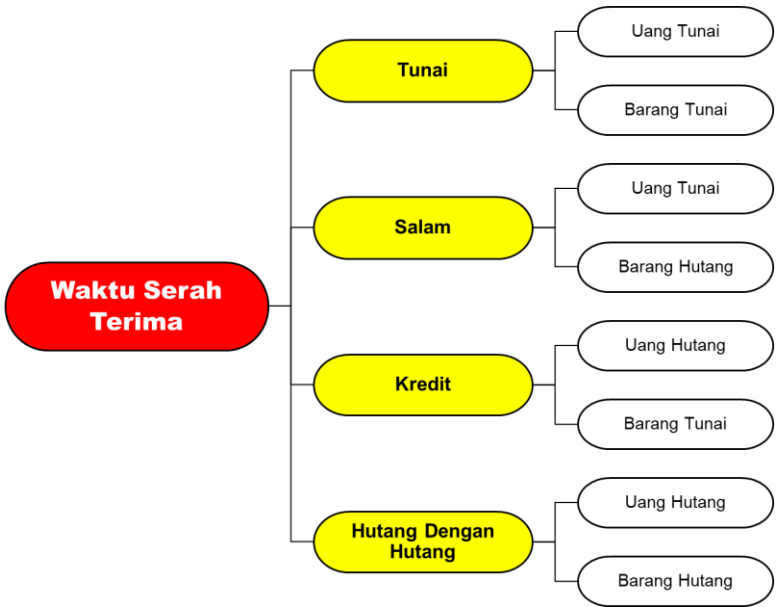 Waktu Serah
Terima
Tunai
Uang Tunai
Barang Tunai
Salam
Uang Tunai
Barang Hutang
Kredit
Uang Hutang
Barang Tunai
Hutang Dengan
Hutang
Uang Hutang
Barang Hutang